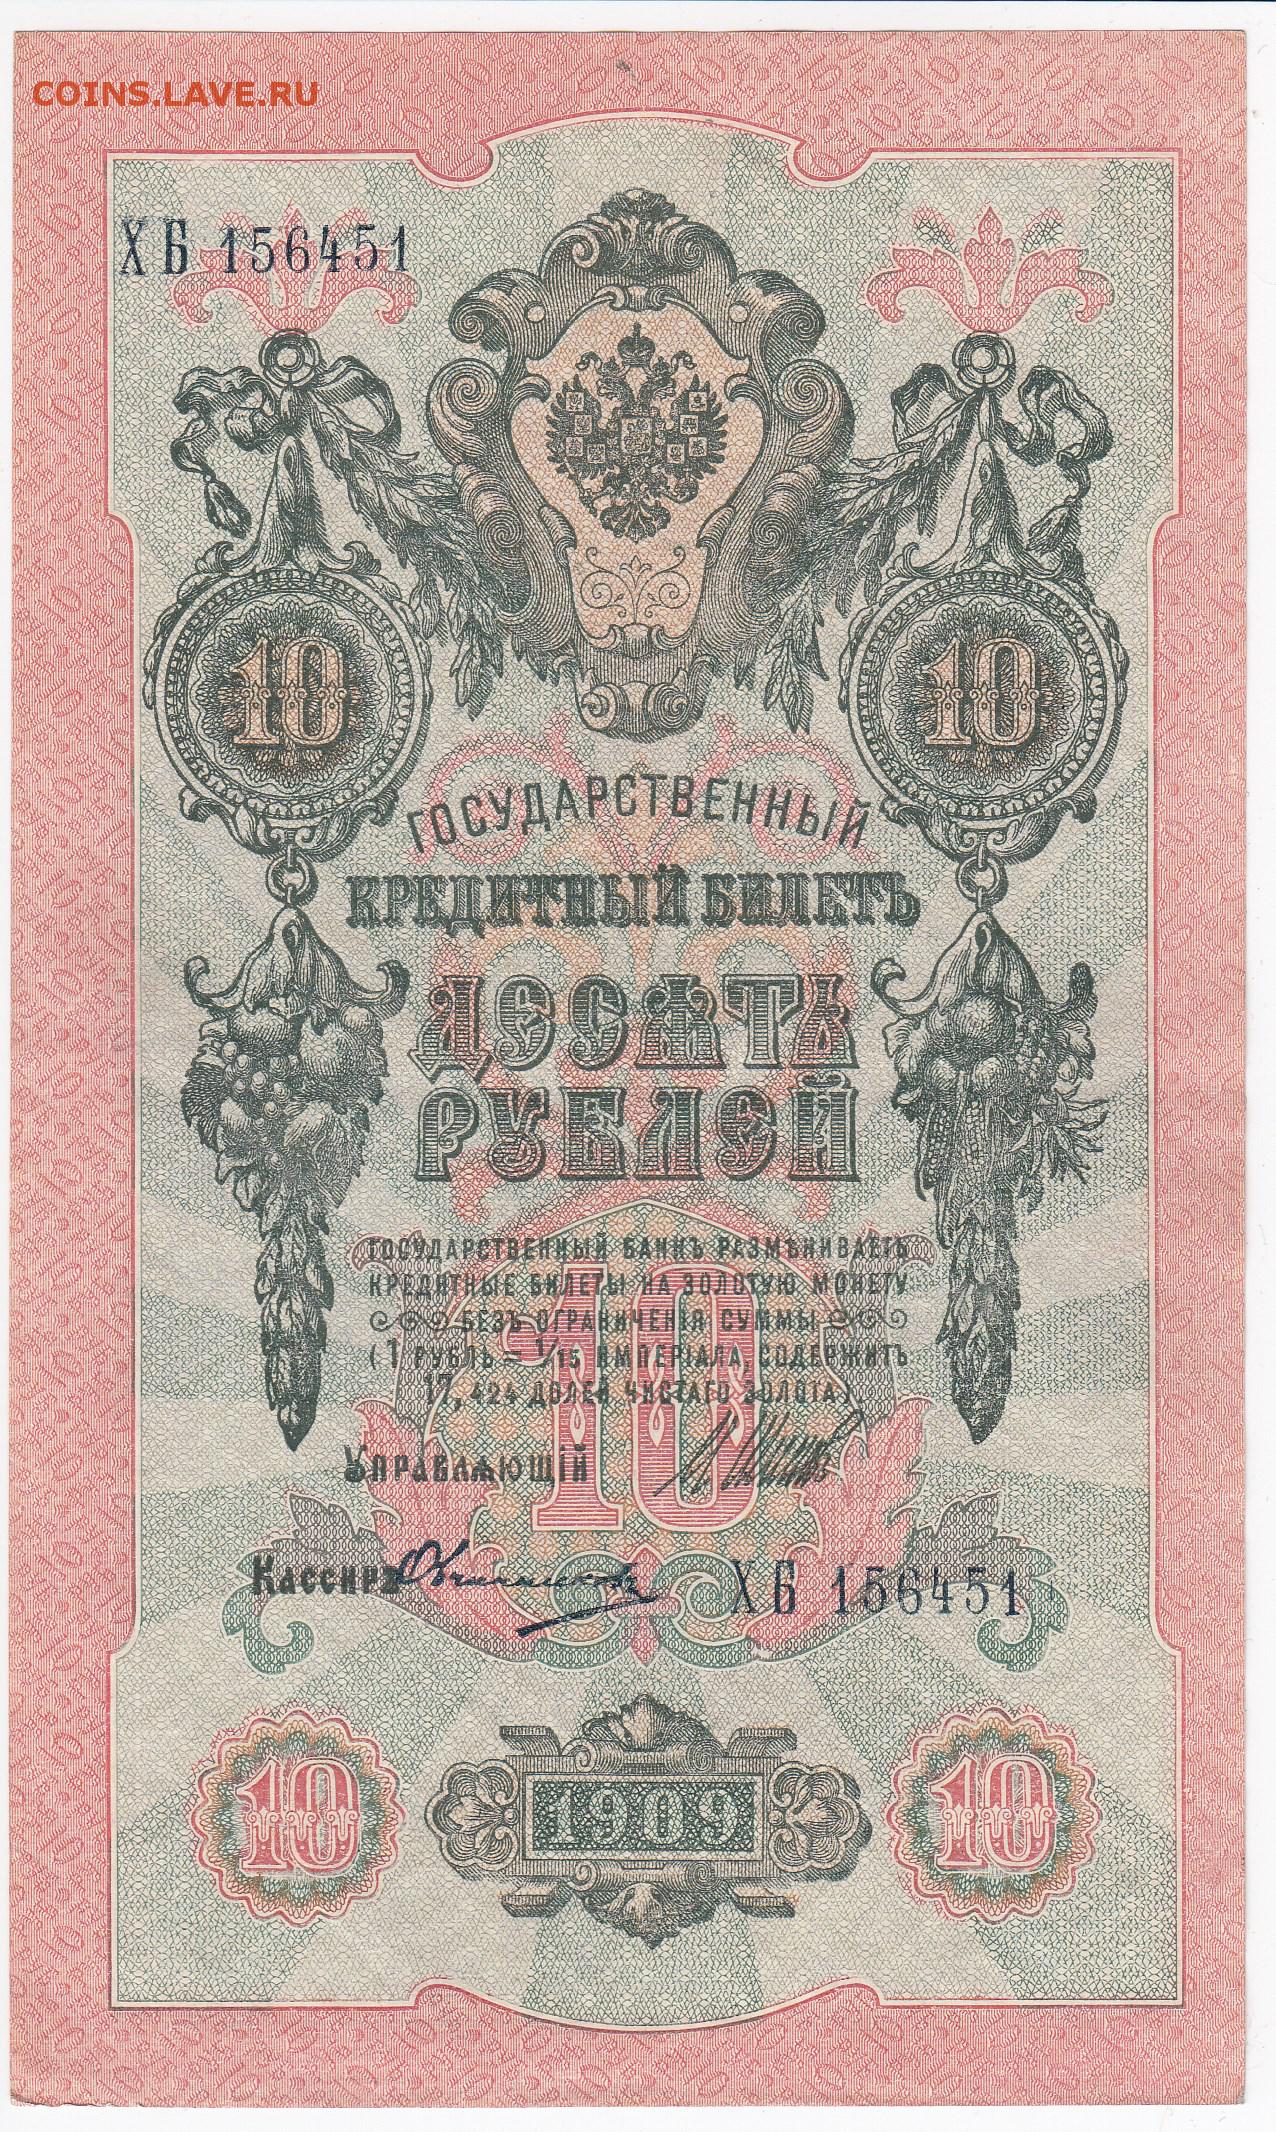 COINS.LAVE.RU
ХБ 156451
10 10
ГОСУДАРСТВЕННЫЙ
КРЕДИТНЫЙ БИЛЕТЪ
ДЕСЯТЬ
РУБЛЕЙ
ГОСУДАРСТВЕННЫЙ БАНКЪ РАЗМѢНИВАЕТЪ
КРЕДИТНЫЕ БИЛЕТЫ НА ЗОЛОТУЮ МОНЕТУ
БЕЗЪ ОГРАНИЧЕНІЯ СУММЫ
(1 РУБЛЬ = 1/15 ИМПЕРІАЛА, СОДЕРЖИТЪ
17,424 ДОЛЕЙ ЧИСТАГО ЗОЛОТА)
10
Управляющій
Кассиръ
ХБ 156451
10 1909 10